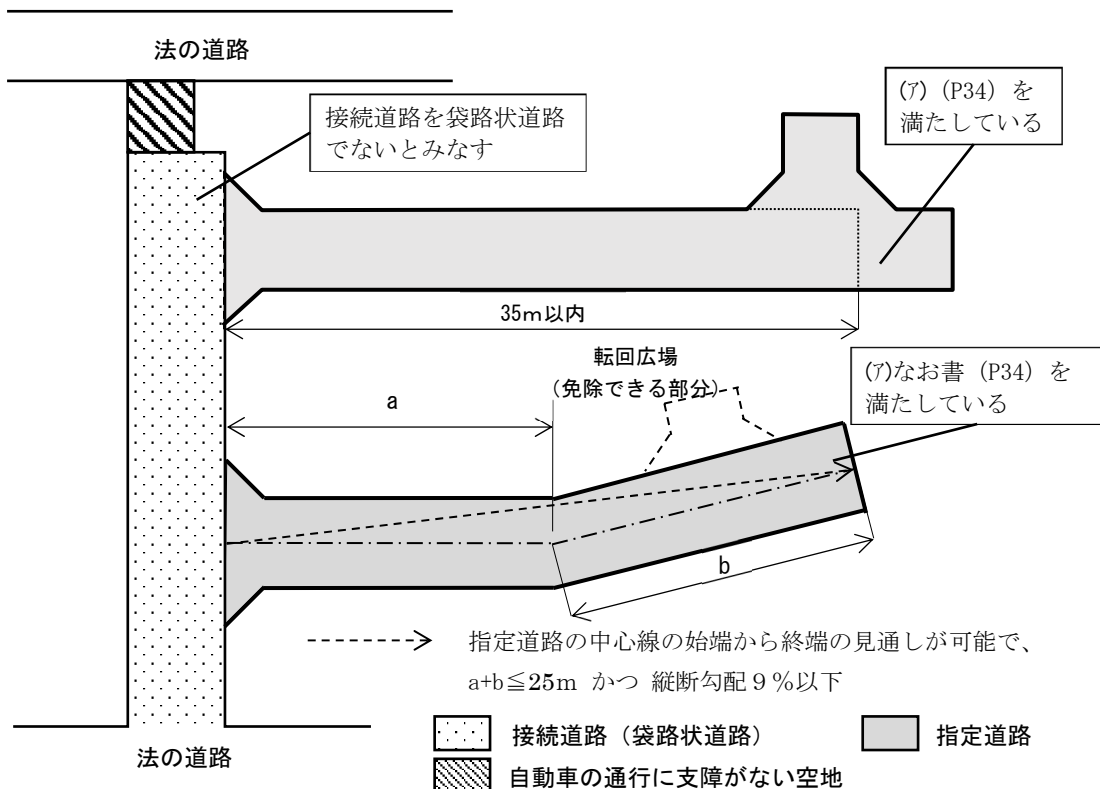 法の道路
接続道路を袋路状道路
でないとみなす
(ｱ) (P34) を
満たしている
35m以内
転回広場
(免除できる部分)
(ｱ)なお書 (P34) を
満たしている
a
b
指定道路の中心線の始端から終端の見通しが可能で、
a+b≦25m かつ 縦断勾配９%以下
法の道路
接続道路（袋路状道路）
指定道路
自動車の通行に支障がない空地